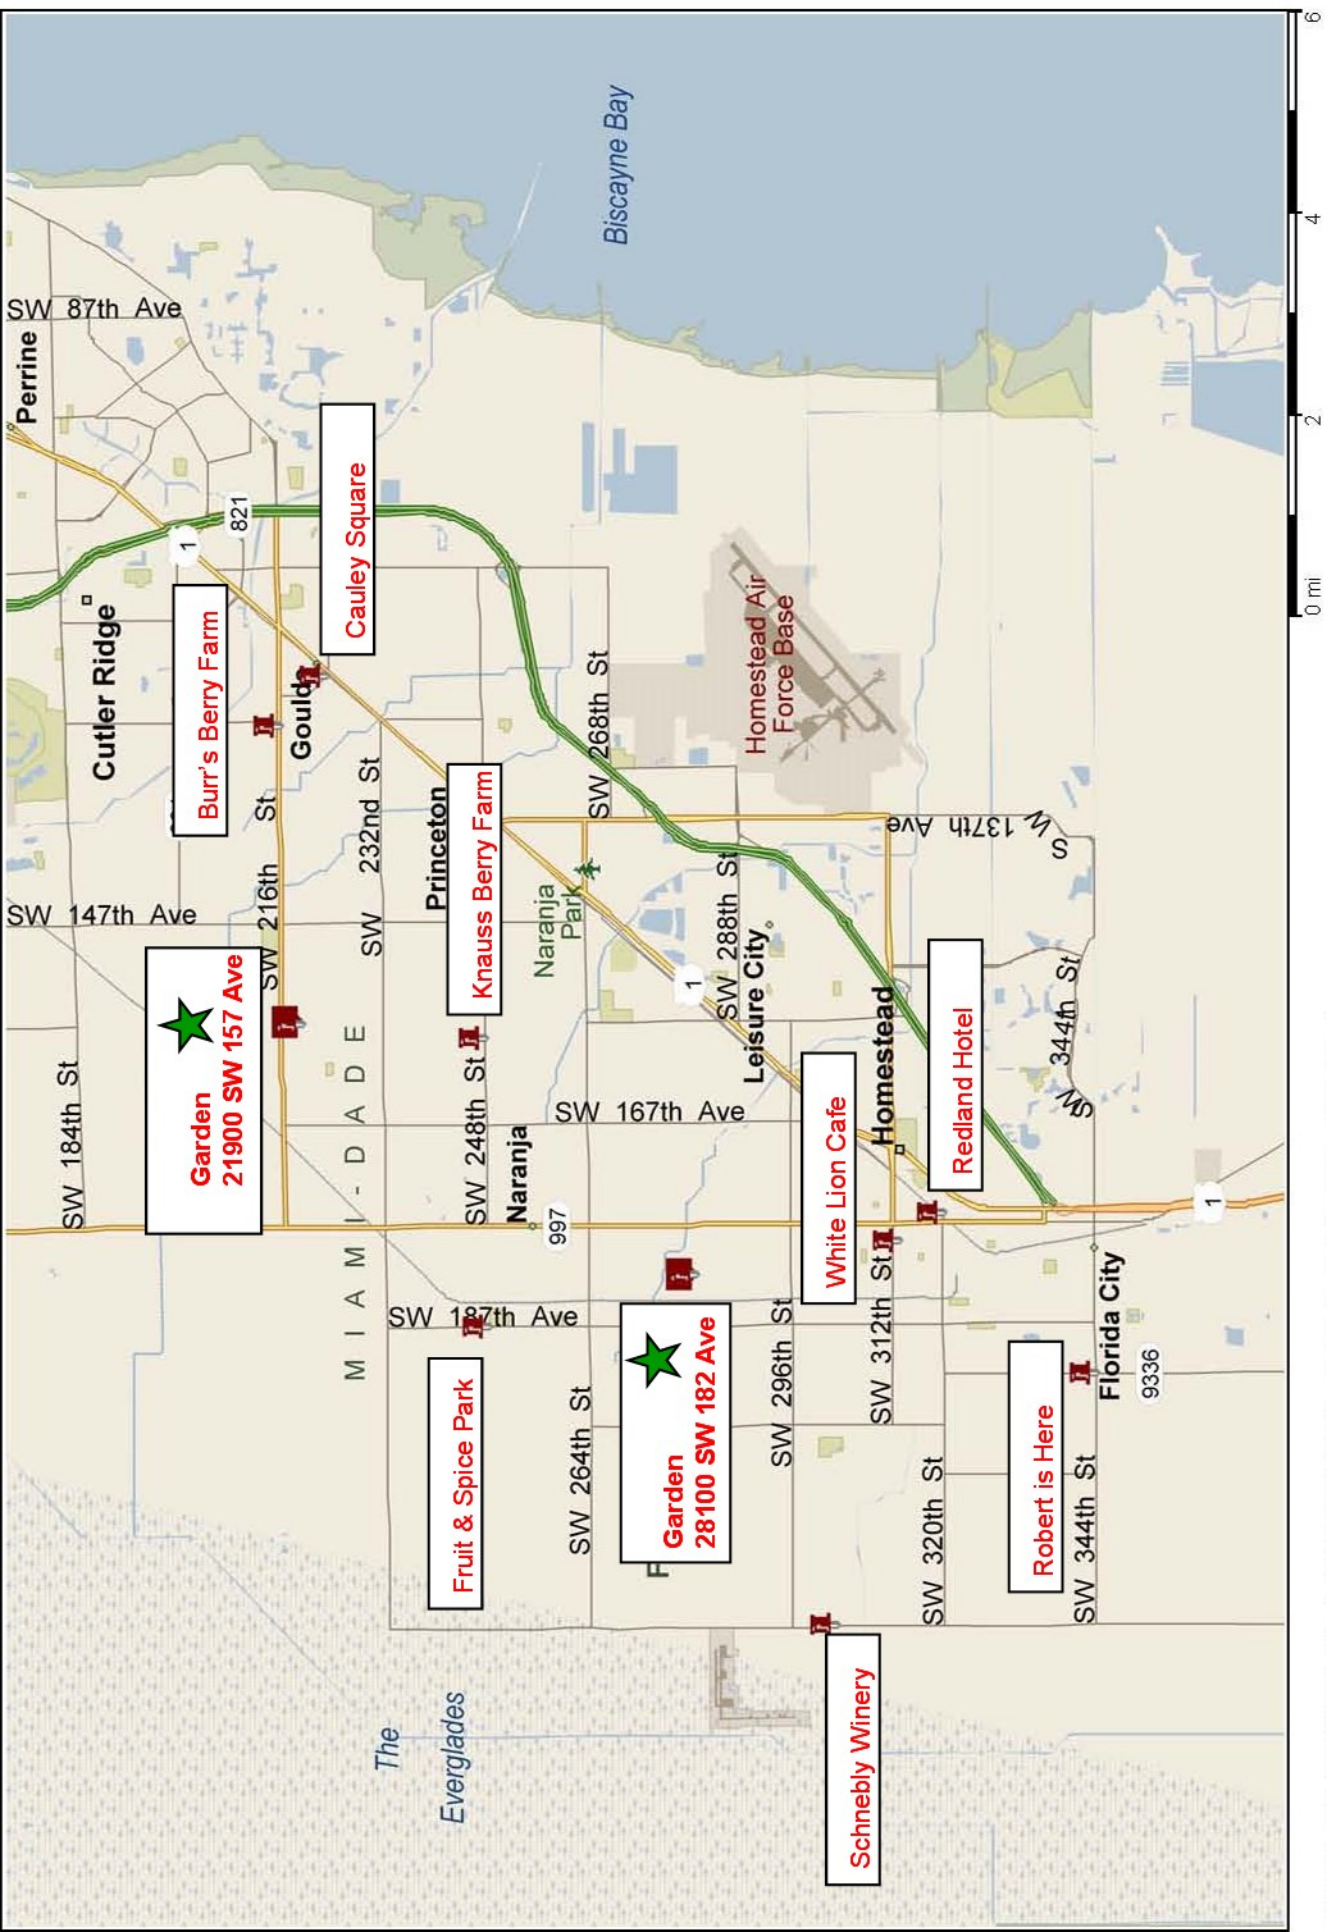 SW 184th St
Cutler Ridge
Perrine
SW 87th Ave
SW 147th Ave
Garden
21900 SW 157 Ave
Burr's Berry Farm
1
821
SW 216th St
Goulds
Cauley Square
MIAMI-DADE
SW 232nd St
The
Everglades
SW 187th Ave
Fruit & Spice Park
SW 248th St
Princeton
Knauss Berry Farm
Naranja
997
SW 167th Ave
Naranja
Park
SW 264th St
SW 268th St
Biscayne Bay
Garden
28100 SW 182 Ave
1
SW 288th St
Leisure City
Homestead Air
Force Base
SW 296th St
White Lion Cafe
Schnebly Winery
SW 312th St
Homestead
SW 137th Ave
SW 320th St
Redland Hotel
Robert is Here
SW 344th St
SW 344th St
Florida City
9336
1
0 mi 2 4 6